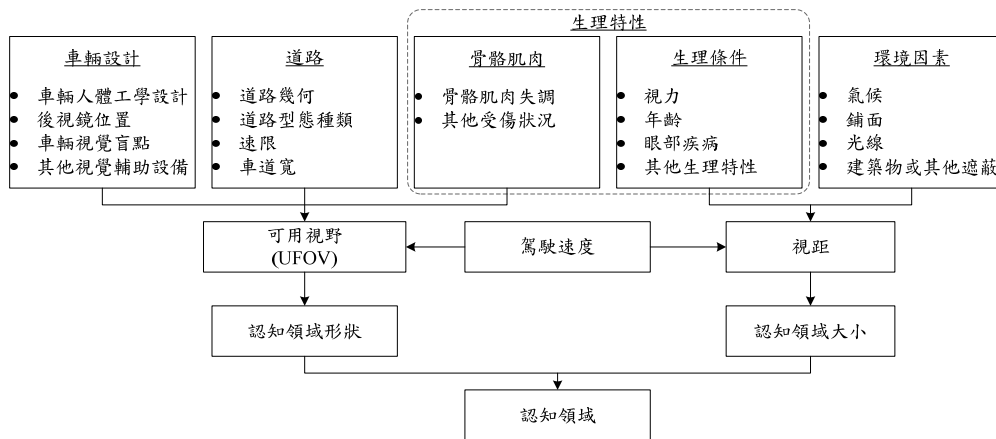 生理特性
車輛設計
車輛人體工學設計
後視鏡位置
車輛視覺盲點
其他視覺輔助設備
道路
道路幾何
道路型態種類
速限
車道寬
骨骼肌肉
骨骼肌肉失調
其他受傷狀況
生理條件
視力
年齡
眼部疾病
其他生理特性
環境因素
氣候
鋪面
光線
建築物或其他遮蔽
可用視野
(UFOV)
駕駛速度
視距
認知領域形狀
認知領域大小
認知領域